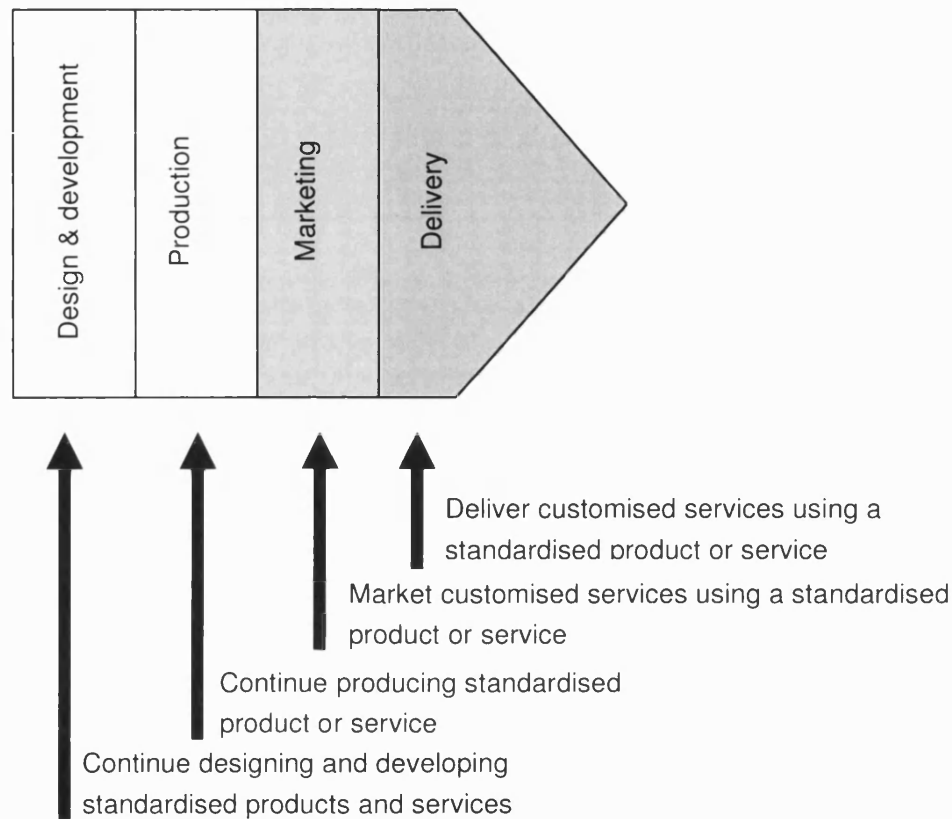 Design & development
Production
Marketing
Delivery
Deliver customised services using a
standardised product or service
Market customised services using a standardised
product or service
Continue producing standardised
product or service
Continue designing and developing
standardised products and services